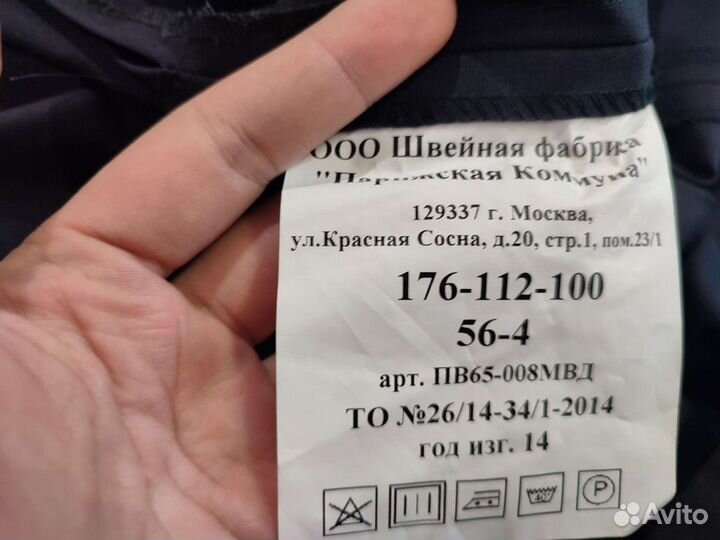 ООО Швейная фабрика
"Парижская Коммуна"
129337 г. Москва,
ул.Красная Сосна, д.20, стр.1, пом.23/1
176-112-100
56-4
арт. ПВ65-008МВД
ТО №26/14-34/1-2014
год изг. 14
40°
P
Avito